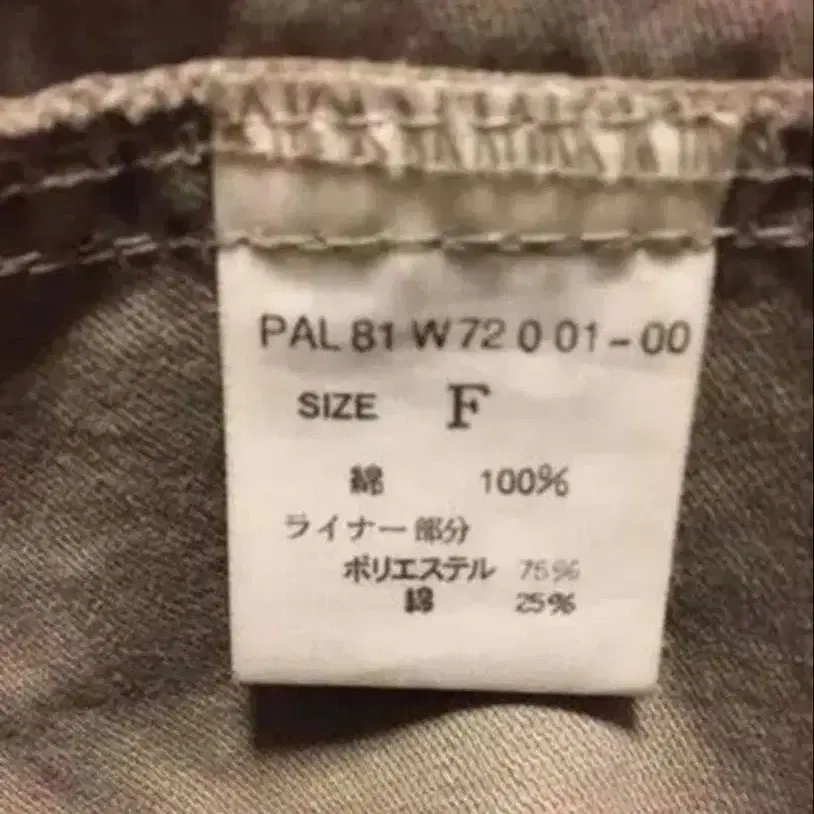 PAL 81 W72 0 01-00
SIZE F
綿 100%
ライナー部分
ポリエステル 75%
綿 25%